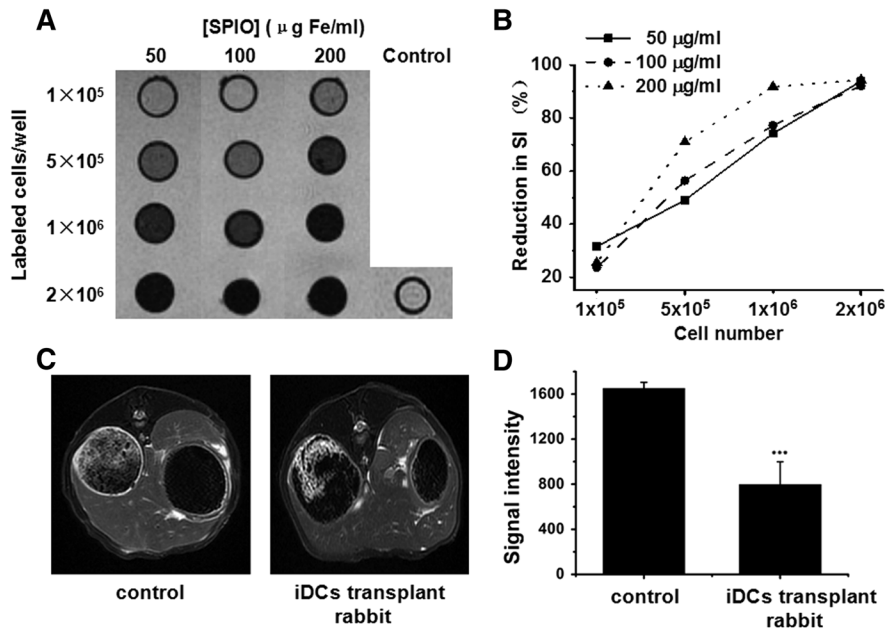 A
[SPIO] ( μ g Fe/ml)
50 100 200 Control
Labeled cells/well
1×10⁵
5×10⁵
1×10⁶
2×10⁶
B
50 μg/ml
100 μg/ml
200 μg/ml
Reduction in SI (%)
100
80
60
40
20
1x10⁵ 5x10⁵ 1x10⁶ 2x10⁶
Cell number
C
control
iDCs transplant
rabbit
D
Signal intensity
1600
1200
800
400
0
***
control
iDCs transplant
rabbit